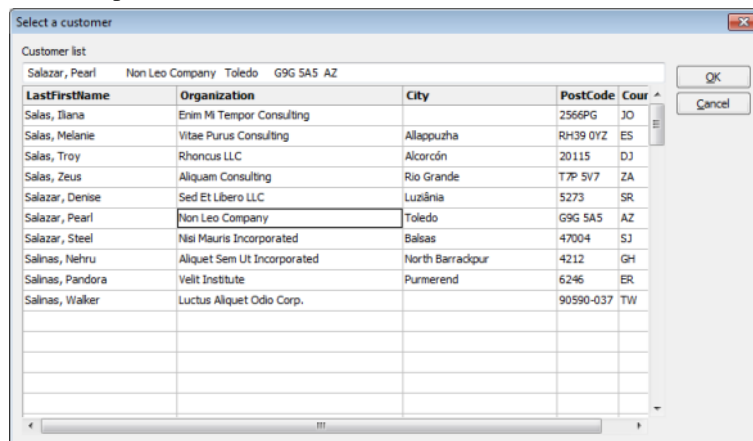 Select a customer
Customer list
Salazar, Pearl Non Leo Company Toledo G9G 5A5 AZ
OK
Cancel
LastFirstName Organization City PostCode Cour
Salas, Iliana Enim Mi Tempor Consulting 2566PG JO
Salas, Melanie Vitae Purus Consulting Allappuzha RH39 0YZ ES
Salas, Troy Rhoncus LLC Alcorcón 20115 DJ
Salas, Zeus Aliquam Consulting Rio Grande T7P 5V7 ZA
Salazar, Denise Sed Et Libero LLC Luziânia 5273 SR
Salazar, Pearl Non Leo Company Toledo G9G 5A5 AZ
Salazar, Steel Nisi Mauris Incorporated Balsas 47004 SJ
Salinas, Nehru Aliquet Sem Ut Incorporated North Barrackpur 4212 GH
Salinas, Pandora Velit Institute Purmerend 6246 ER
Salinas, Walker Luctus Aliquet Odio Corp. 90590-037 TW